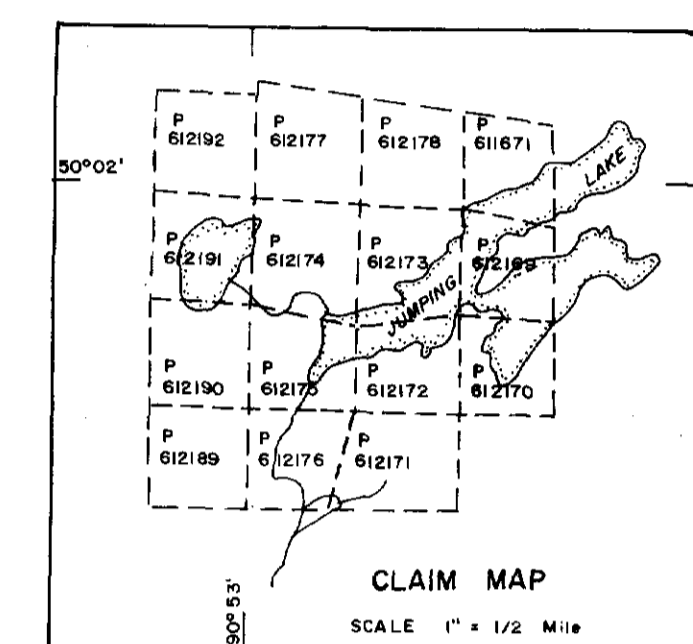 P P P P
612192 612177 612178 611671
50°02'
LAKE
P P P P
612191 612174 612173 612169
JUMPING
P P P P
612190 612175 612172 612170
P P P
612189 612176 612171
CLAIM MAP
90°53'
SCALE 1" = 1/2 Mile